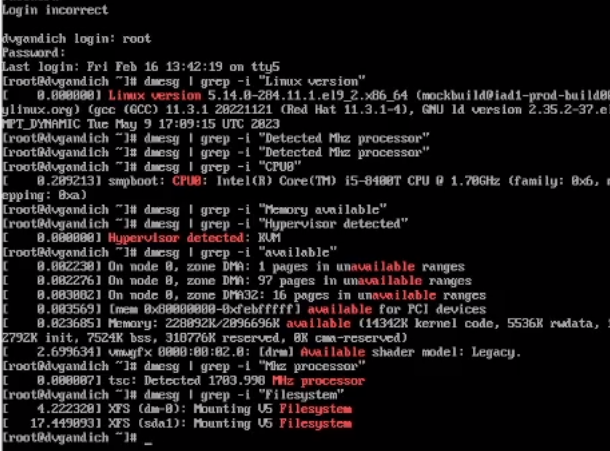 Login incorrect
dvgandich login: root
Password:
Last login: Fri Feb 16 13:42:19 on tty5
[root@dvgandich ~]# dmesg | grep -i "Linux version"
[    0.000000] Linux version 5.14.0-284.11.1.el9_2.x86_64 (mockbuild@iad1-prod-build00
ylinux.org) (gcc (GCC) 11.3.1 20221121 (Red Hat 11.3.1-4), GNU ld version 2.35.2-37.e
MPT_DYNAMIC Tue May 9 17:09:15 UTC 2023
[root@dvgandich ~]# dmesg | grep -i "Detected Mhz processor"
[root@dvgandich ~]# dmesg | grep -i "Detected Mhz processor"
[root@dvgandich ~]# dmesg | grep -i "CPU0"
[    0.209213] smpboot: CPU0: Intel(R) Core(TM) i5-8400T CPU @ 1.70GHz (family: 0x6,
epping: 0xa)
[root@dvgandich ~]# dmesg | grep -i "Memory available"
[root@dvgandich ~]# dmesg | grep -i "Hypervisor detected"
[    0.000000] Hypervisor detected: KVM
[root@dvgandich ~]# dmesg | grep -i "available"
[    0.002230] On node 0, zone DMA: 1 pages in unavailable ranges
[    0.002276] On node 0, zone DMA: 97 pages in unavailable ranges
[    0.003082] On node 0, zone DMA32: 16 pages in unavailable ranges
[    0.003569] [mem 0x80000000-0xfebfffff] available for PCI devices
[    0.023685] Memory: 228092K/2096696K available (14342K kernel code, 5536K rwdata,
2792K init, 7524K bss, 318776K reserved, 0K cma-reserved)
[    2.699634] vmwgfx 0000:00:02.0: [drm] Available shader model: Legacy.
[root@dvgandich ~]# dmesg | grep -i "Mhz processor"
[    0.000007] tsc: Detected 1703.998 MHz processor
[root@dvgandich ~]# dmesg | grep -i "Filesystem"
[    4.222320] XFS (dm-0): Mounting V5 Filesystem
[   17.449093] XFS (sda1): Mounting V5 Filesystem
[root@dvgandich ~]# _